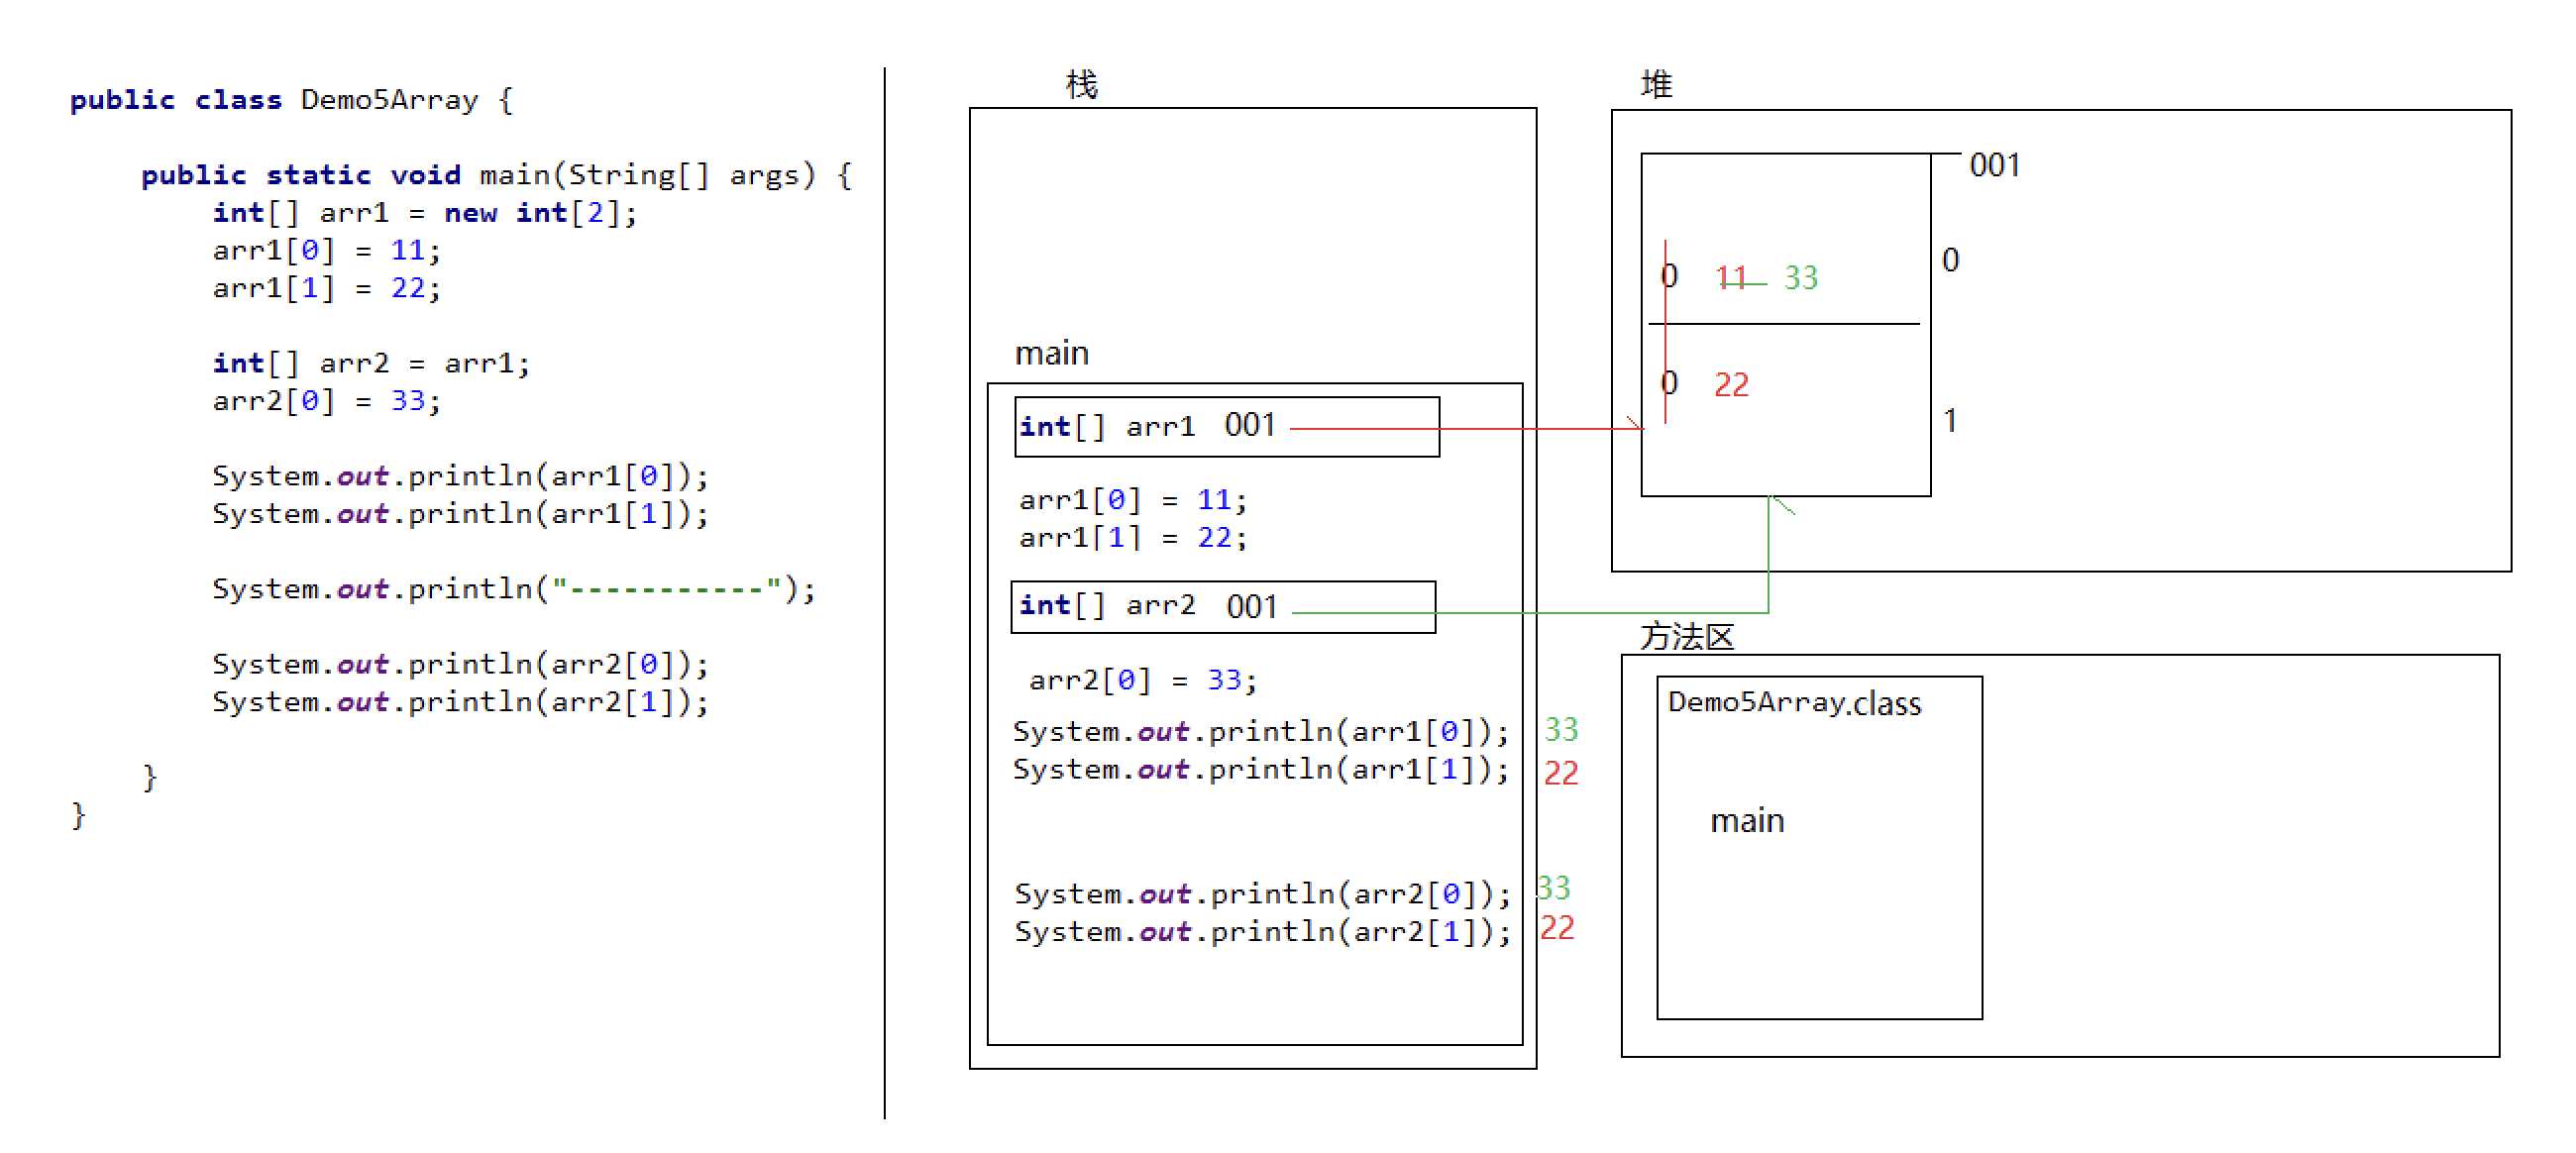 public class Demo5Array {
public static void main(String[] args) {
int[] arr1 = new int[2];
arr1[0] = 11;
arr1[1] = 22;
int[] arr2 = arr1;
arr2[0] = 33;
System.out.println(arr1[0]);
System.out.println(arr1[1]);
System.out.println("-----------");
System.out.println(arr2[0]);
System.out.println(arr2[1]);
}
}
栈
main
int[] arr1 001
arr1[0] = 11;
arr1[1] = 22;
int[] arr2 001
arr2[0] = 33;
System.out.println(arr1[0]); 33
System.out.println(arr1[1]); 22
System.out.println(arr2[0]); 33
System.out.println(arr2[1]); 22
堆
001
0 11 33 0
0 22
1
方法区
Demo5Array.class
main